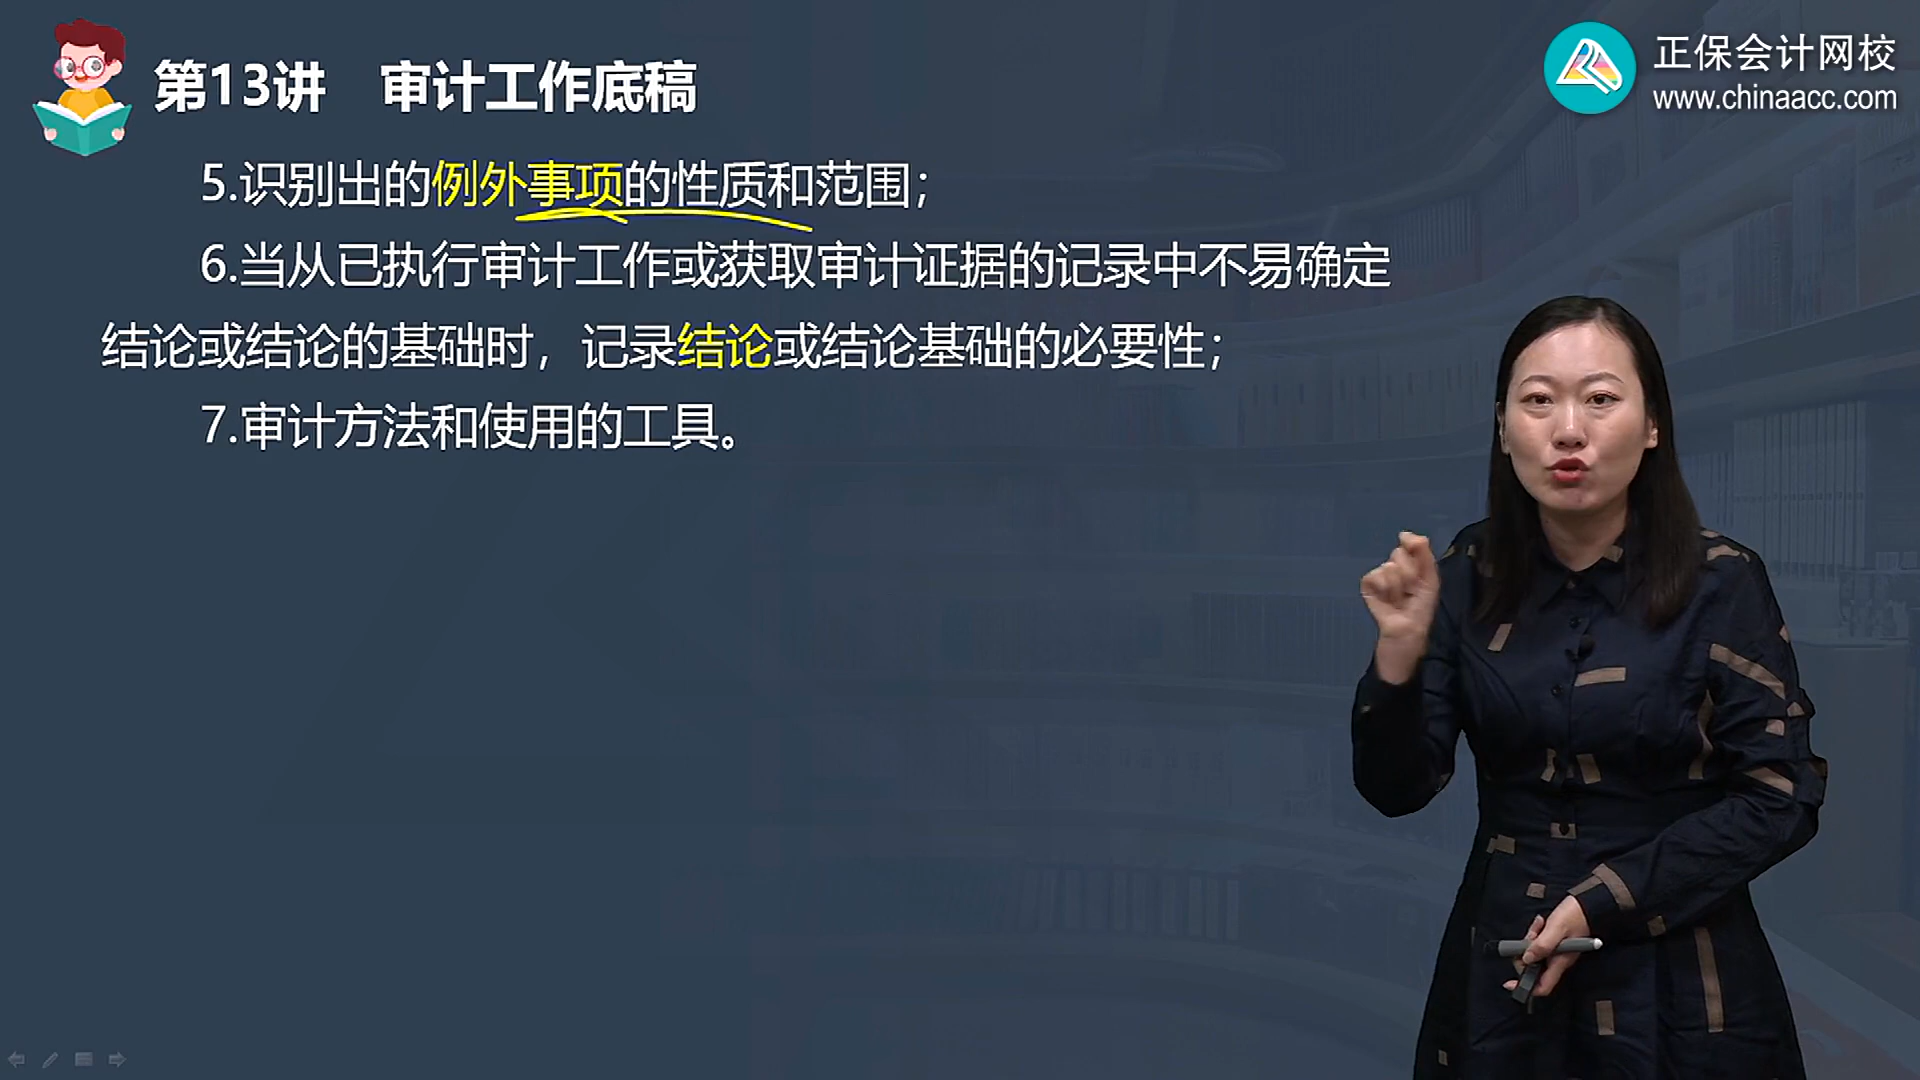 第13讲 审计工作底稿
正保会计网校
www.chinaacc.com
5.识别出的例外事项的性质和范围；
6.当从已执行审计工作或获取审计证据的记录中不易确定
结论或结论的基础时，记录结论或结论基础的必要性；
7.审计方法和使用的工具。